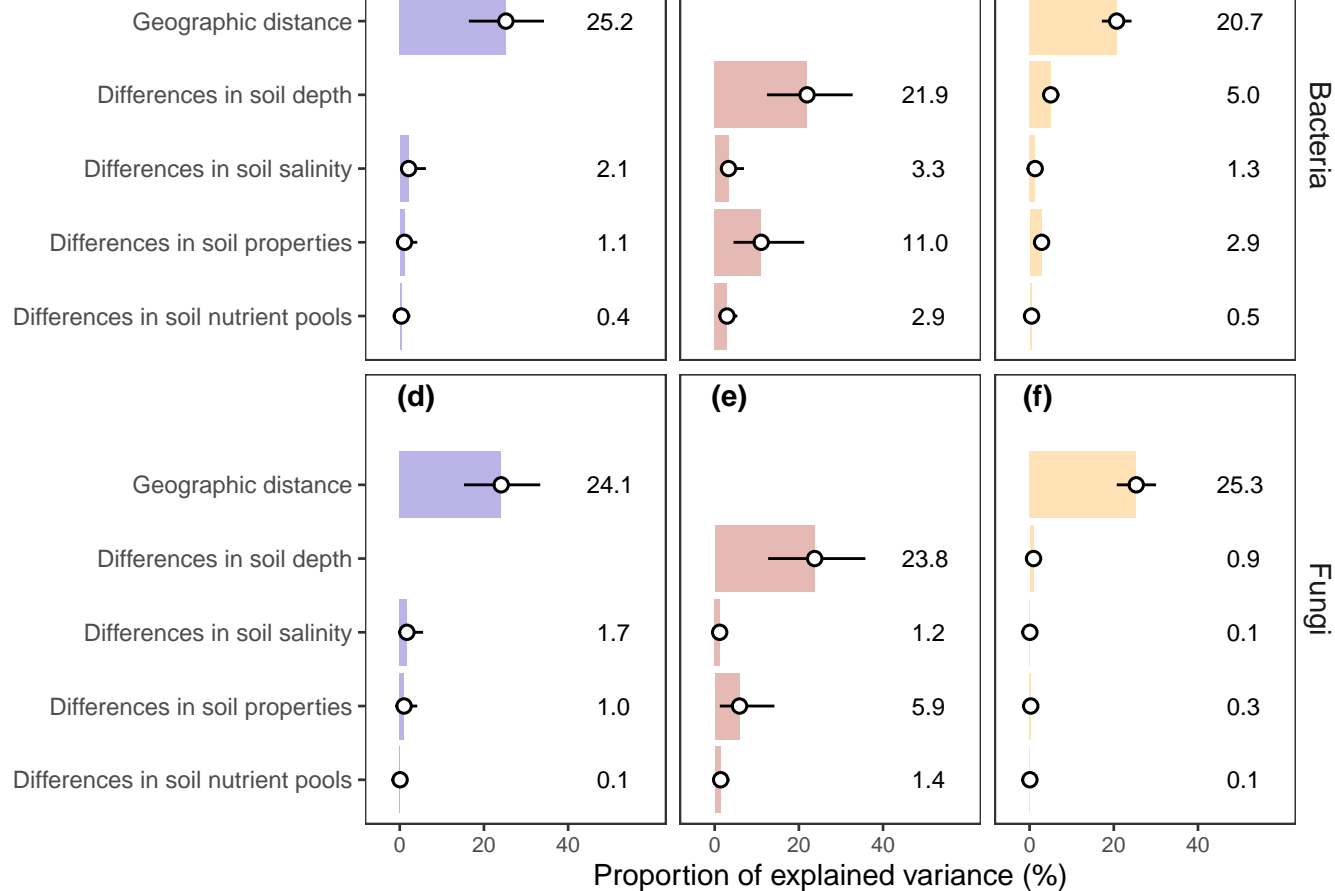 Geographic distance 25.2 20.7
Differences in soil depth 21.9 5.0
Differences in soil salinity 2.1 3.3 1.3
Differences in soil properties 1.1 11.0 2.9
Differences in soil nutrient pools 0.4 2.9 0.5
Bacteria
(d) (e) (f)
Geographic distance 24.1 25.3
Differences in soil depth 23.8 0.9
Differences in soil salinity 1.7 1.2 0.1
Differences in soil properties 1.0 5.9 0.3
Differences in soil nutrient pools 0.1 1.4 0.1
Fungi
0 20 40 0 20 40 0 20 40
Proportion of explained variance (%)